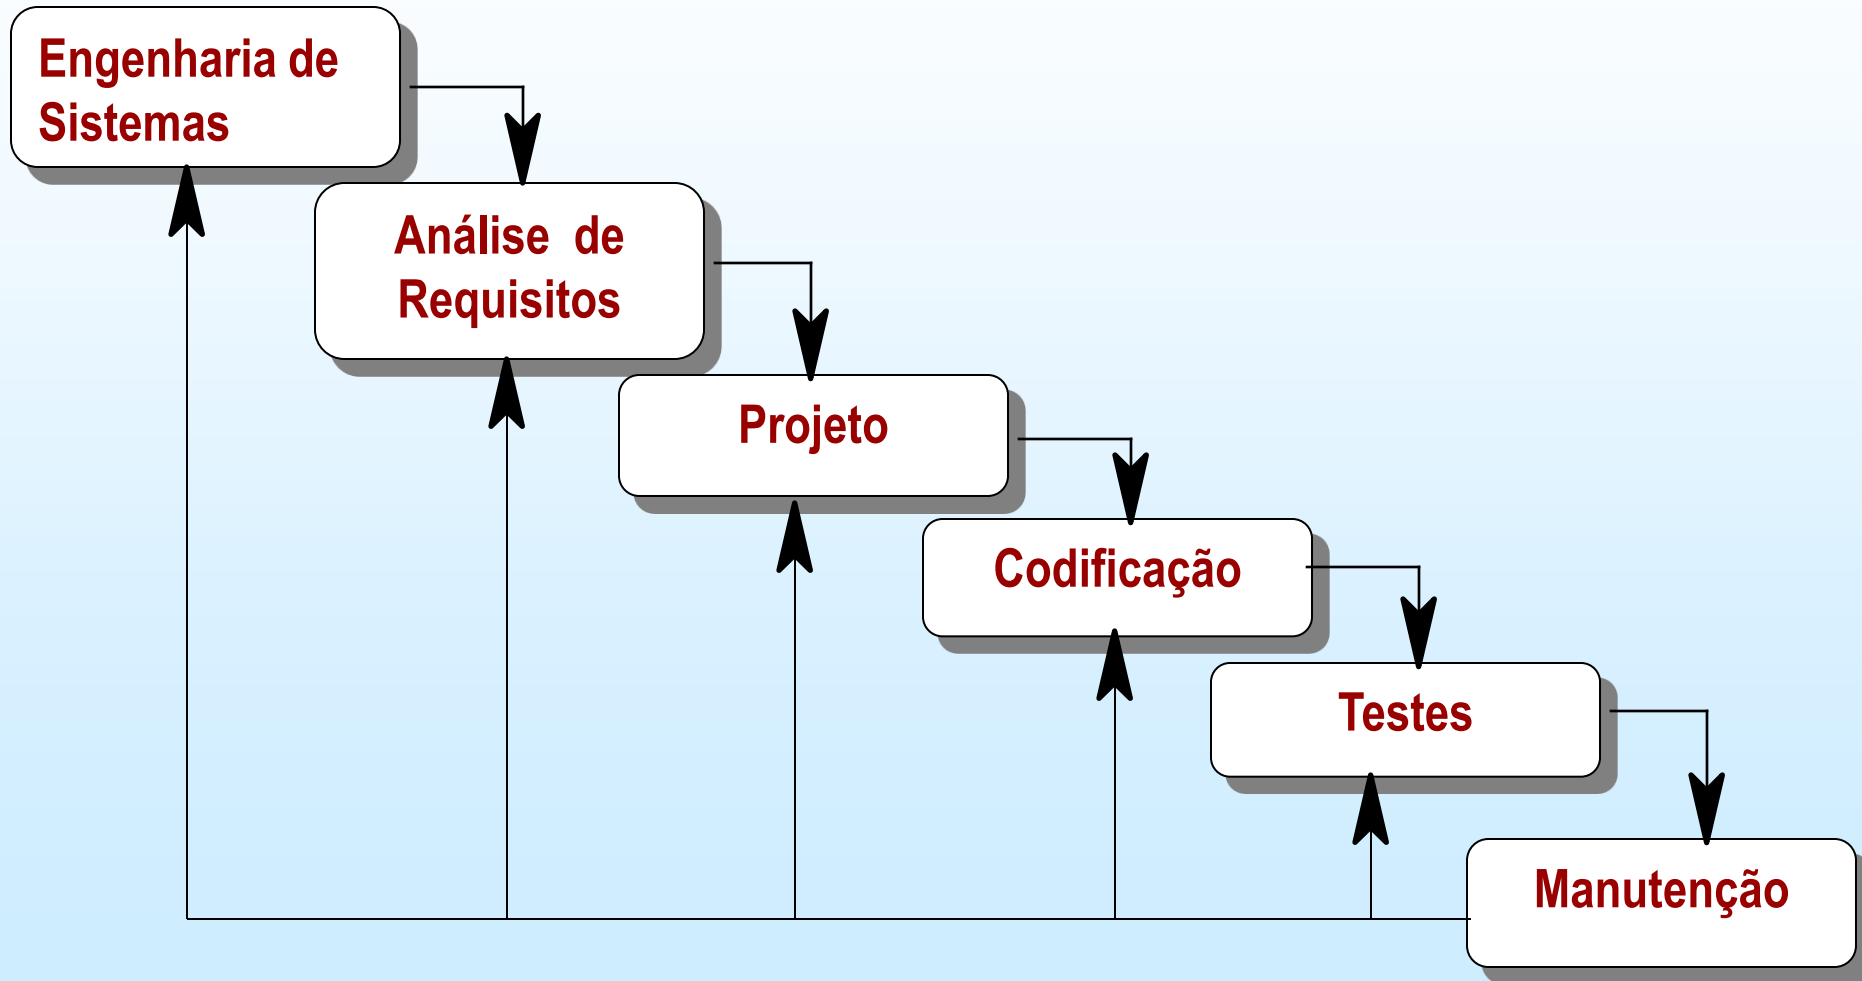 Engenharia de
Sistemas
Análise de
Requisitos
Projeto
Codificação
Testes
Manutenção